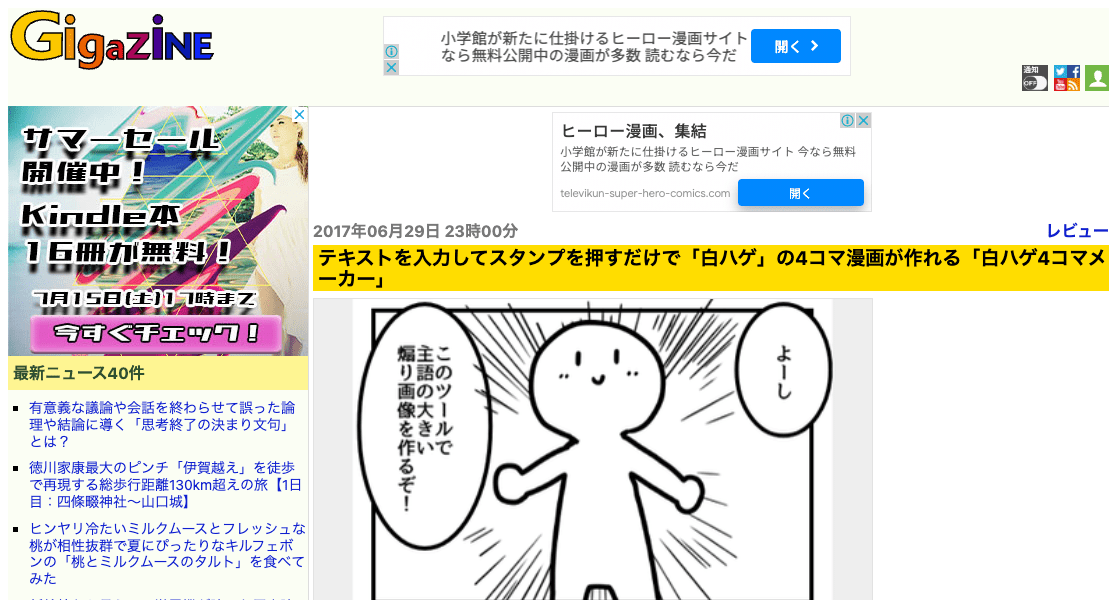 GigaZiNE
小学館が新たに仕掛けるヒーロー漫画サイト
なら無料公開中の漫画が多数 読むなら今だ
開く
通知
OFF
サマーセール
開催中！
Kindle本
16冊が無料！
7月15日(土)17時まで
今すぐチェック！
ヒーロー漫画、集結
小学館が新たに仕掛けるヒーロー漫画サイト 今なら無料
公開中の漫画が多数 読むなら今だ
televikun-super-hero-comics.com
開く
2017年06月29日 23時00分
レビュー
テキストを入力してスタンプを押すだけで「白ハゲ」の4コマ漫画が作れる「白ハゲ4コマメ
ーカー」
よーし
このツールで
主語の大きい
煽り画像を作るぞ！
最新ニュース40件
有意義な議論や会話を終わらせて誤った論
理や結論に導く「思考終了の決まり文句」
とは？
徳川家康最大のピンチ「伊賀越え」を徒歩
で再現する総歩行距離130km超えの旅【1日
目：四條畷神社～山口城】
ヒンヤリ冷たいミルクムースとフレッシュな
桃が相性抜群で夏にぴったりなキルフェボ
ンの「桃とミルクムースのタルト」を食べて
みた